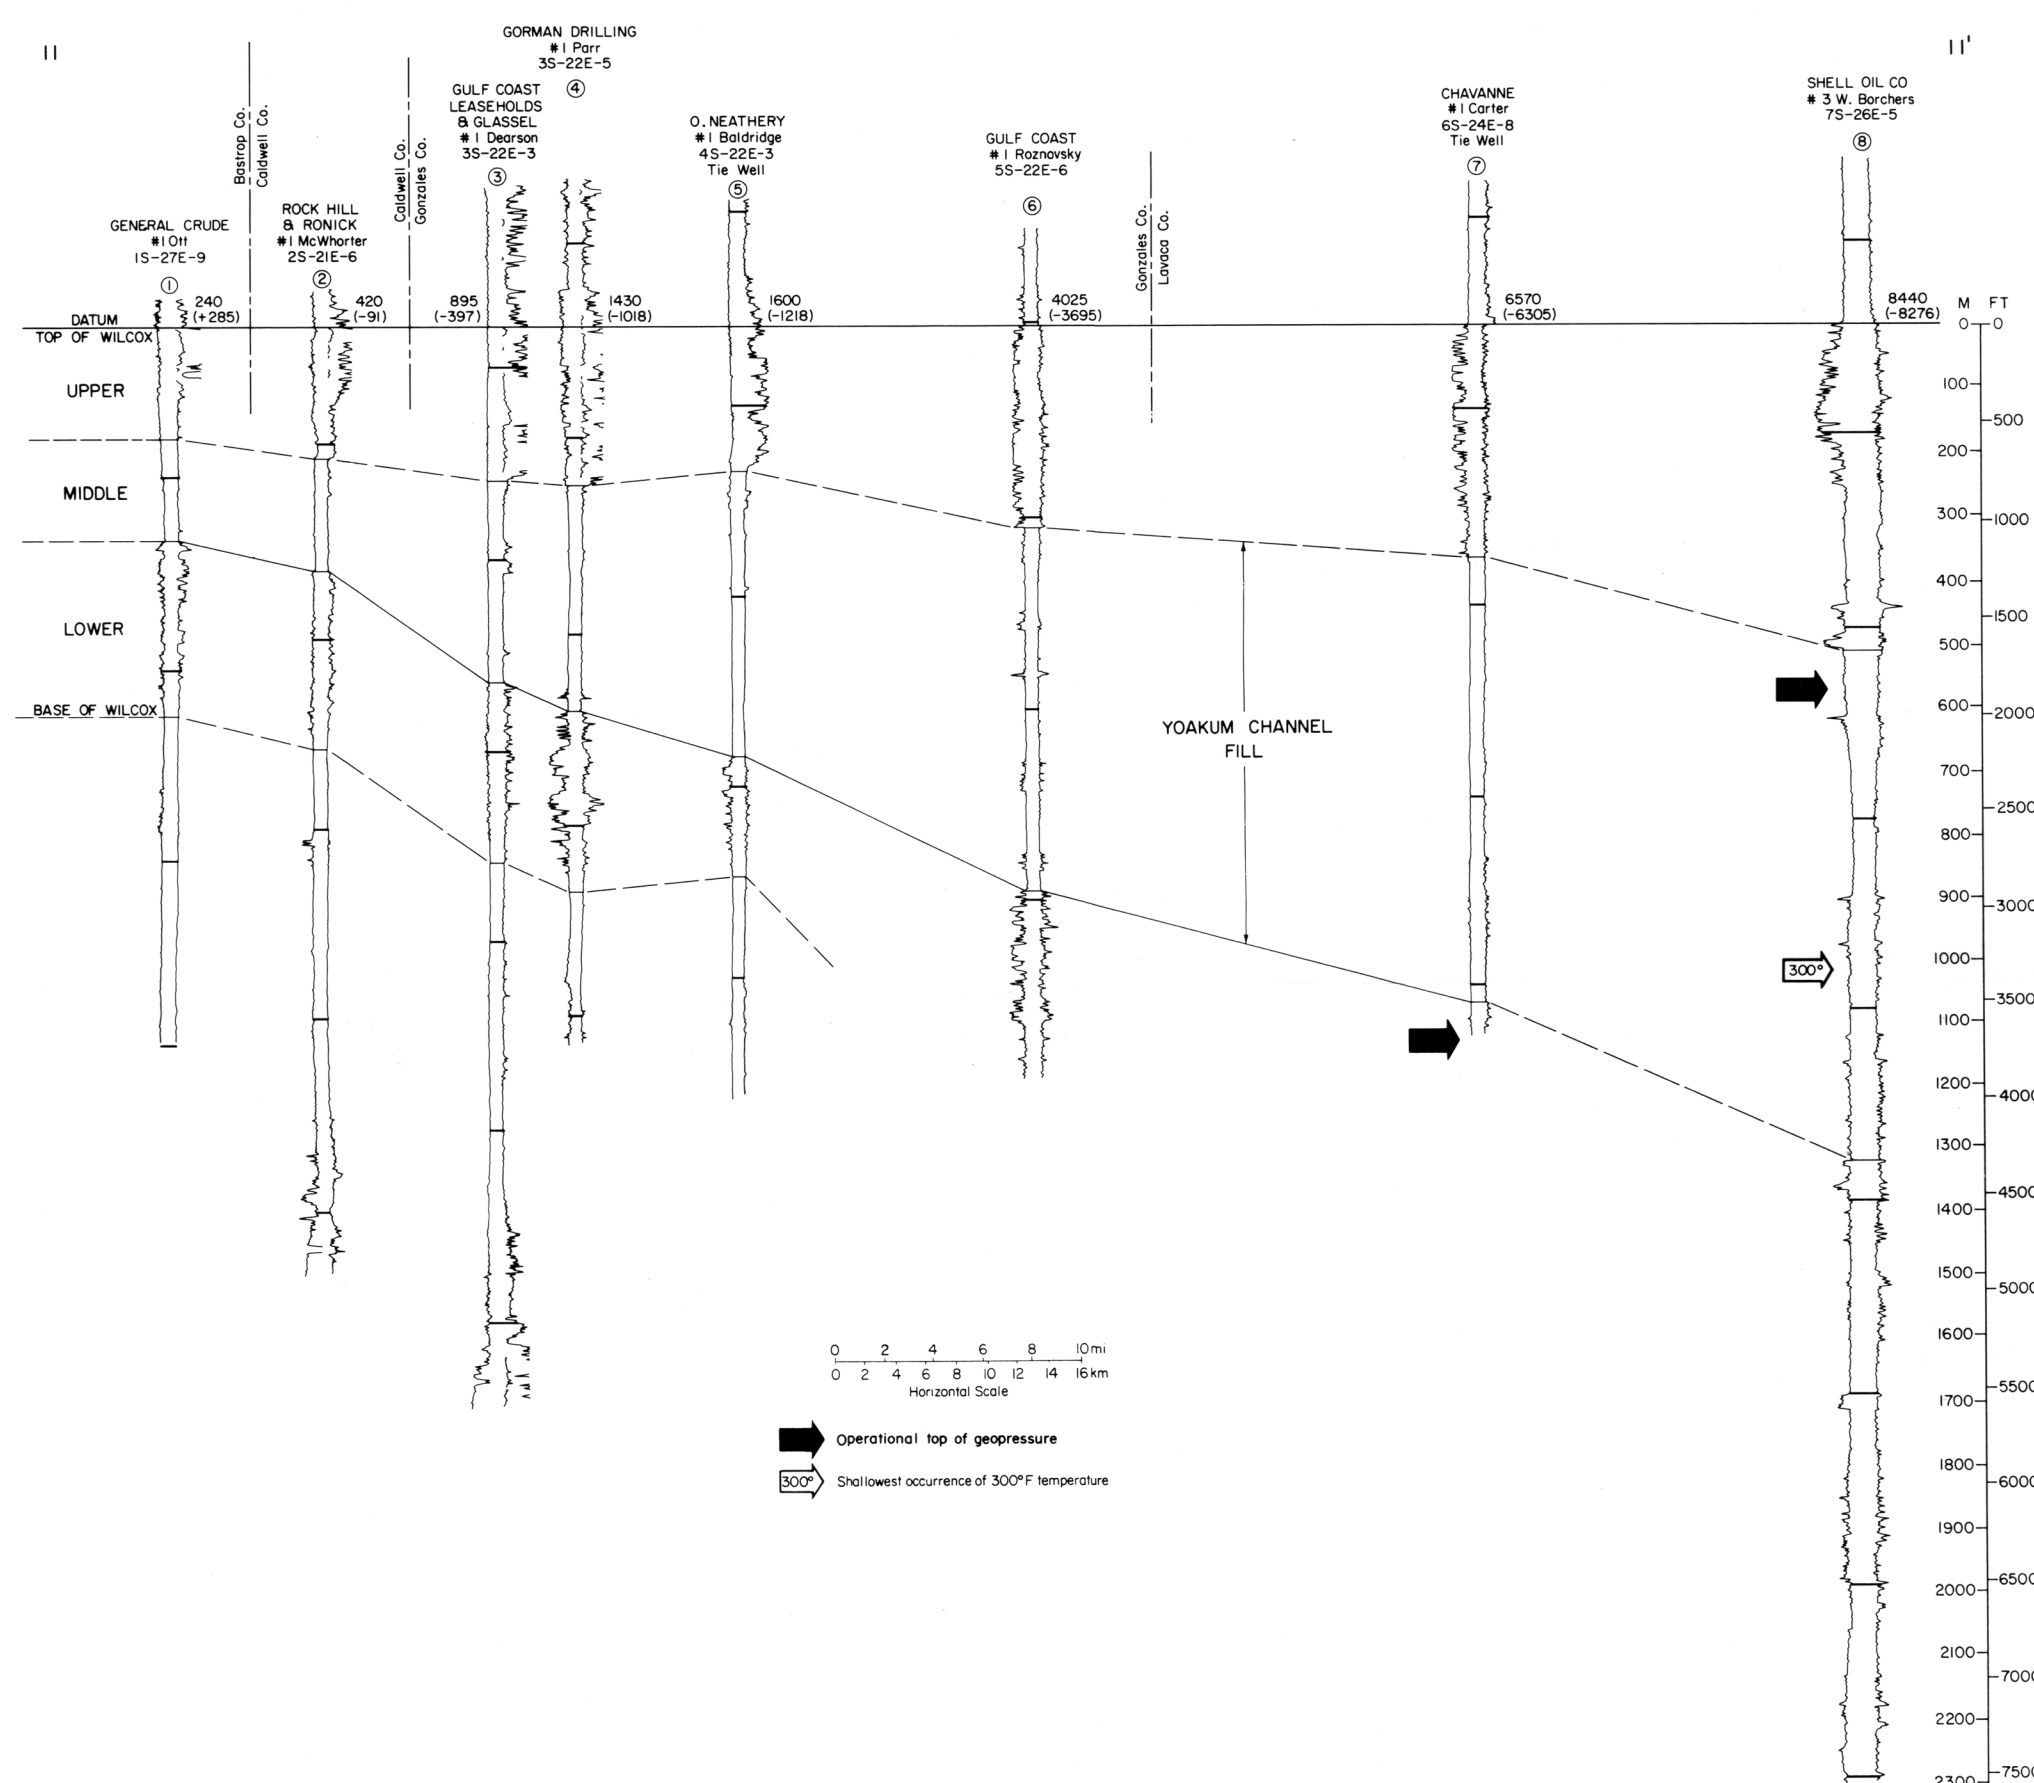 11
11'
GORMAN DRILLING
#1 Parr
3S-22E-5
④
GULF COAST
LEASEHOLDS
& GLASSEL
#1 Dearson
3S-22E-3
③
O. NEATHERY
#1 Baldridge
4S-22E-3
Tie Well
⑤
GULF COAST
#1 Roznovsky
5S-22E-6
⑥
CHAVANNE
#1 Carter
6S-24E-8
Tie Well
⑦
SHELL OIL CO
# 3 W. Borchers
7S-26E-5
⑧
Bastrop Co.
Caldwell Co.
Caldwell Co.
Gonzales Co.
Gonzales Co.
Lavaca Co.
GENERAL CRUDE
#1 Ott
1S-27E-9
①
ROCK HILL
& RONICK
#1 McWhorter
2S-21E-6
②
240
(+285)
420
(-91)
895
(-397)
1430
(-1018)
1600
(-1218)
4025
(-3695)
6570
(-6305)
8440
(-8276)
DATUM
TOP OF WILCOX
UPPER
MIDDLE
LOWER
BASE OF WILCOX
YOAKUM CHANNEL
FILL
300°
M FT
0 0
100
500
200
300
1000
400
1500
500
600
2000
700
2500
800
900
3000
1000
3500
1100
1200
4000
1300
4500
1400
1500
5000
1600
5500
1700
1800
6000
1900
6500
2000
2100
7000
2200
7500
2300
0 2 4 6 8 10 mi
0 2 4 6 8 10 12 14 16 km
Horizontal Scale
Operational top of geopressure
300° Shallowest occurrence of 300°F temperature